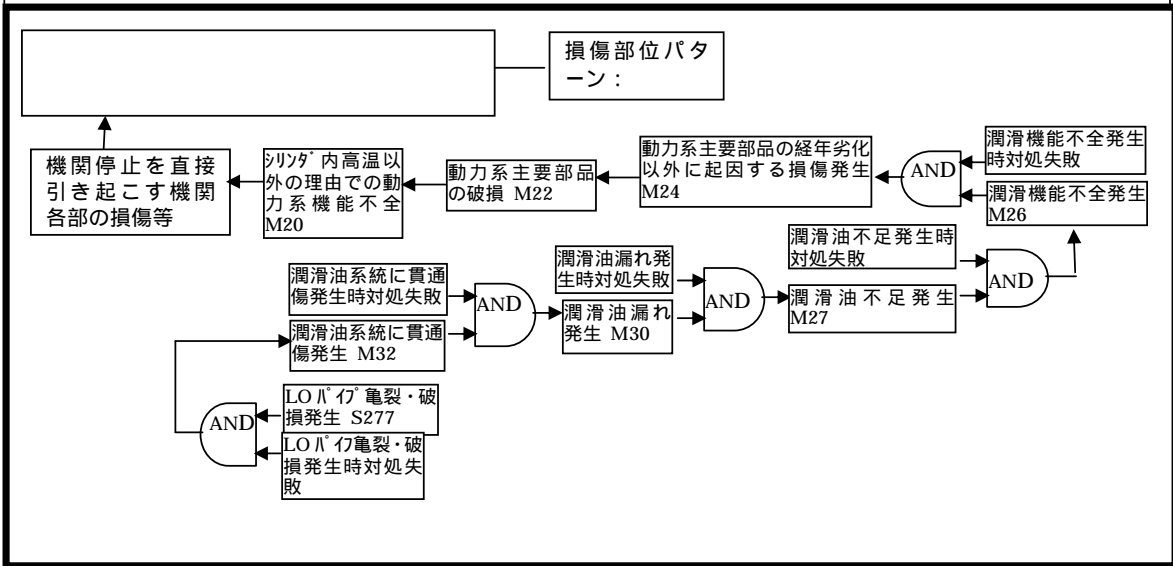 損傷部位パタ
ーン：
機関停止を直接
引き起こす機関
各部の損傷等
ｼﾘﾝﾀﾞ内高温以
外の理由での動
力系機能不全
M20
動力系主要部品
の破損 M22
動力系主要部品の経年劣化
以外に起因する損傷発生
M24
AND
潤滑機能不全発生
時対処失敗
潤滑機能不全発生
M26
潤滑油系統に貫通
傷発生時対処失敗
潤滑油系統に貫通
傷発生 M32
AND
潤滑油漏れ発
生時対処失敗
潤滑油漏れ
発生 M30
AND
潤滑油不足発生時
対処失敗
潤滑油不足発生
M27
AND
AND
LOﾊﾟｲﾌﾟ亀裂・破
損発生 S277
LOﾊﾟｲﾌﾟ亀裂・破
損発生時対処失
敗